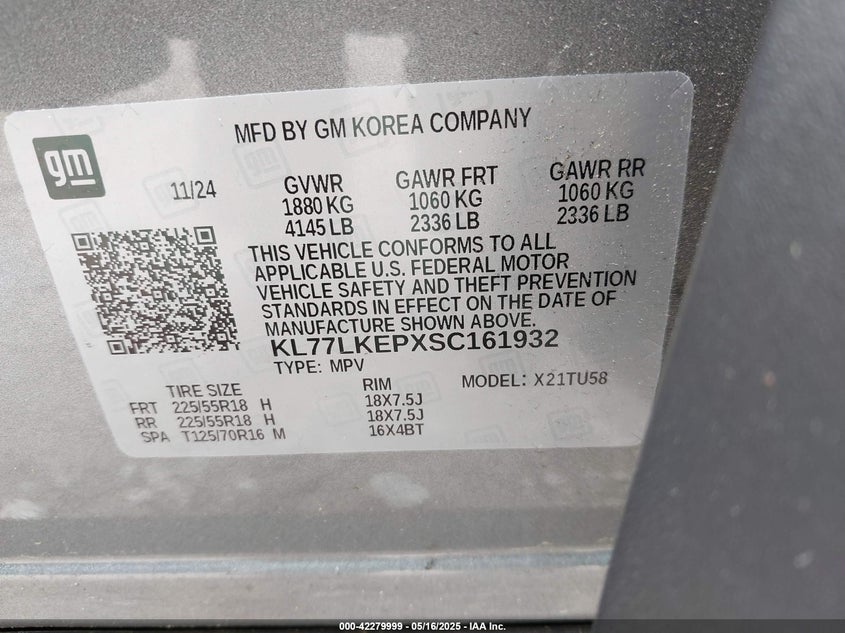 MFD BY GM KOREA COMPANY
gm
11/24
GVWR GAWR FRT GAWR RR
1880 KG 1060 KG 1060 KG
4145 LB 2336 LB 2336 LB
THIS VEHICLE CONFORMS TO ALL
APPLICABLE U.S. FEDERAL MOTOR
VEHICLE SAFETY AND THEFT PREVENTION
STANDARDS IN EFFECT ON THE DATE OF
MANUFACTURE SHOWN ABOVE.
KL77LKEPXSC161932
TYPE: MPV
TIRE SIZE RIM MODEL: X21TU58
FRT 225/55R18 H 18X7.5J
RR 225/55R18 H 18X7.5J
SPA T125/70R16 M 16X4BT
000-42279999 - 05/16/2025 - IAA Inc.